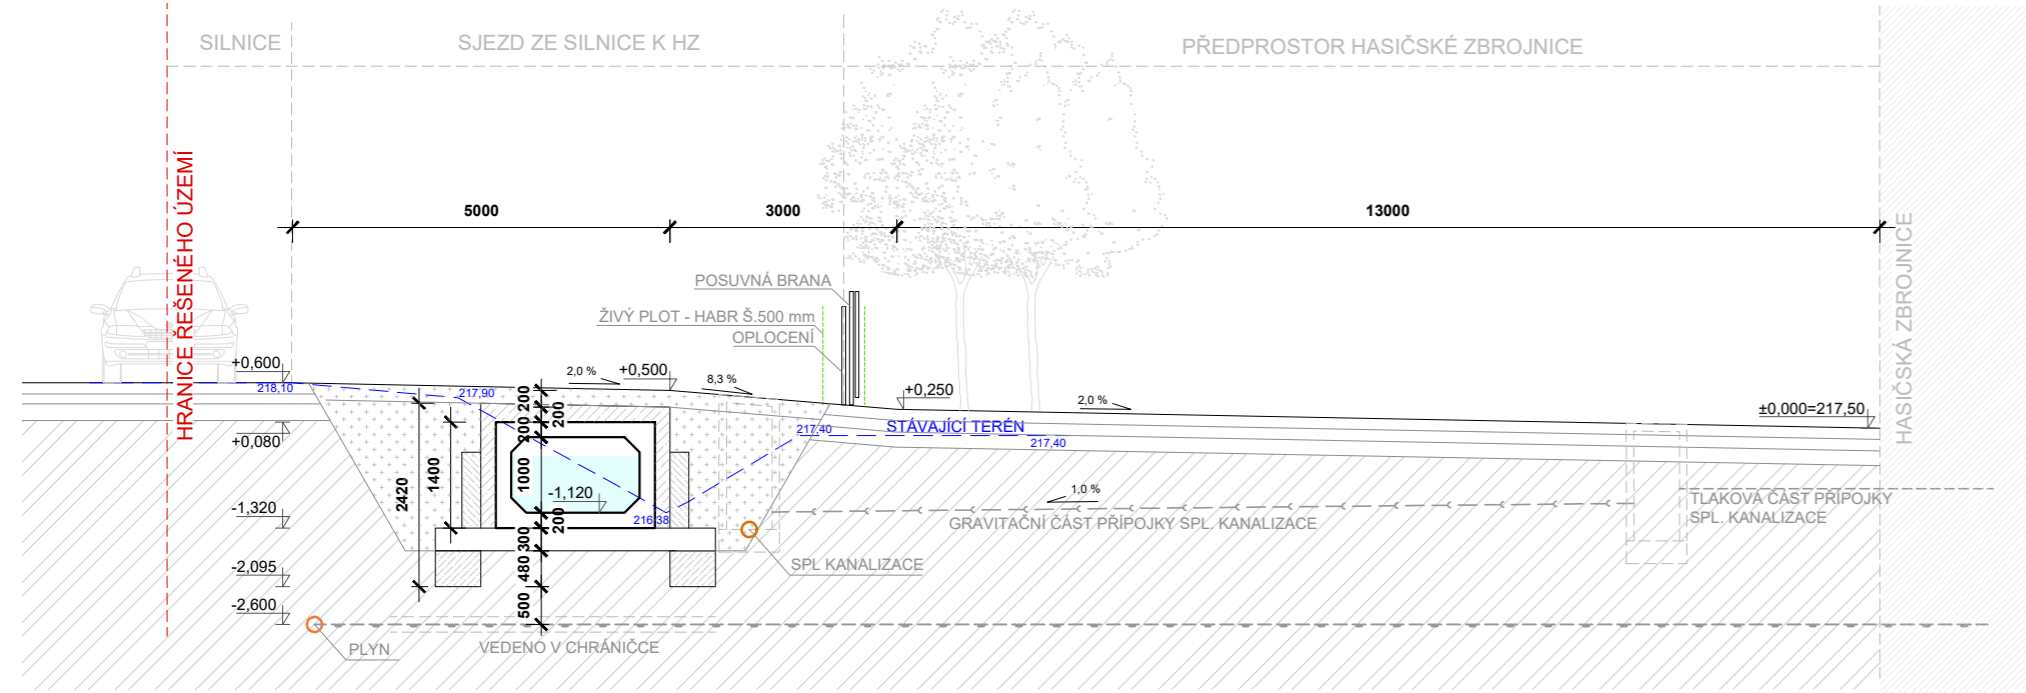 SILNICE
SJEZD ZE SILNICE K HZ
PŘEDPROSTOR HASIČSKÉ ZBROJNICE
HRANICE ŘEŠENÉHO ÚZEMÍ
5000
3000
13000
HASIČSKÁ ZBROJNICE
POSUVNÁ BRANA
ŽIVÝ PLOT - HABR Š.500 mm
OPLOCENÍ
+0,600
218,10
217,90
2,0 %
+0,500
8,3 %
+0,250
2,0 %
±0,000=217,50
+0,080
200
200
200
217,40
STÁVAJÍCÍ TERÉN
217,40
2420
1400
1000
-1,120
216,38
200
1,0 %
GRAVITAČNÍ ČÁST PŘÍPOJKY SPL. KANALIZACE
TLAKOVÁ ČÁST PŘÍPOJKY
SPL. KANALIZACE
-1,320
300
480
SPL KANALIZACE
-2,095
-2,600
500
PLYN
VEDENO V CHRÁNIČCE